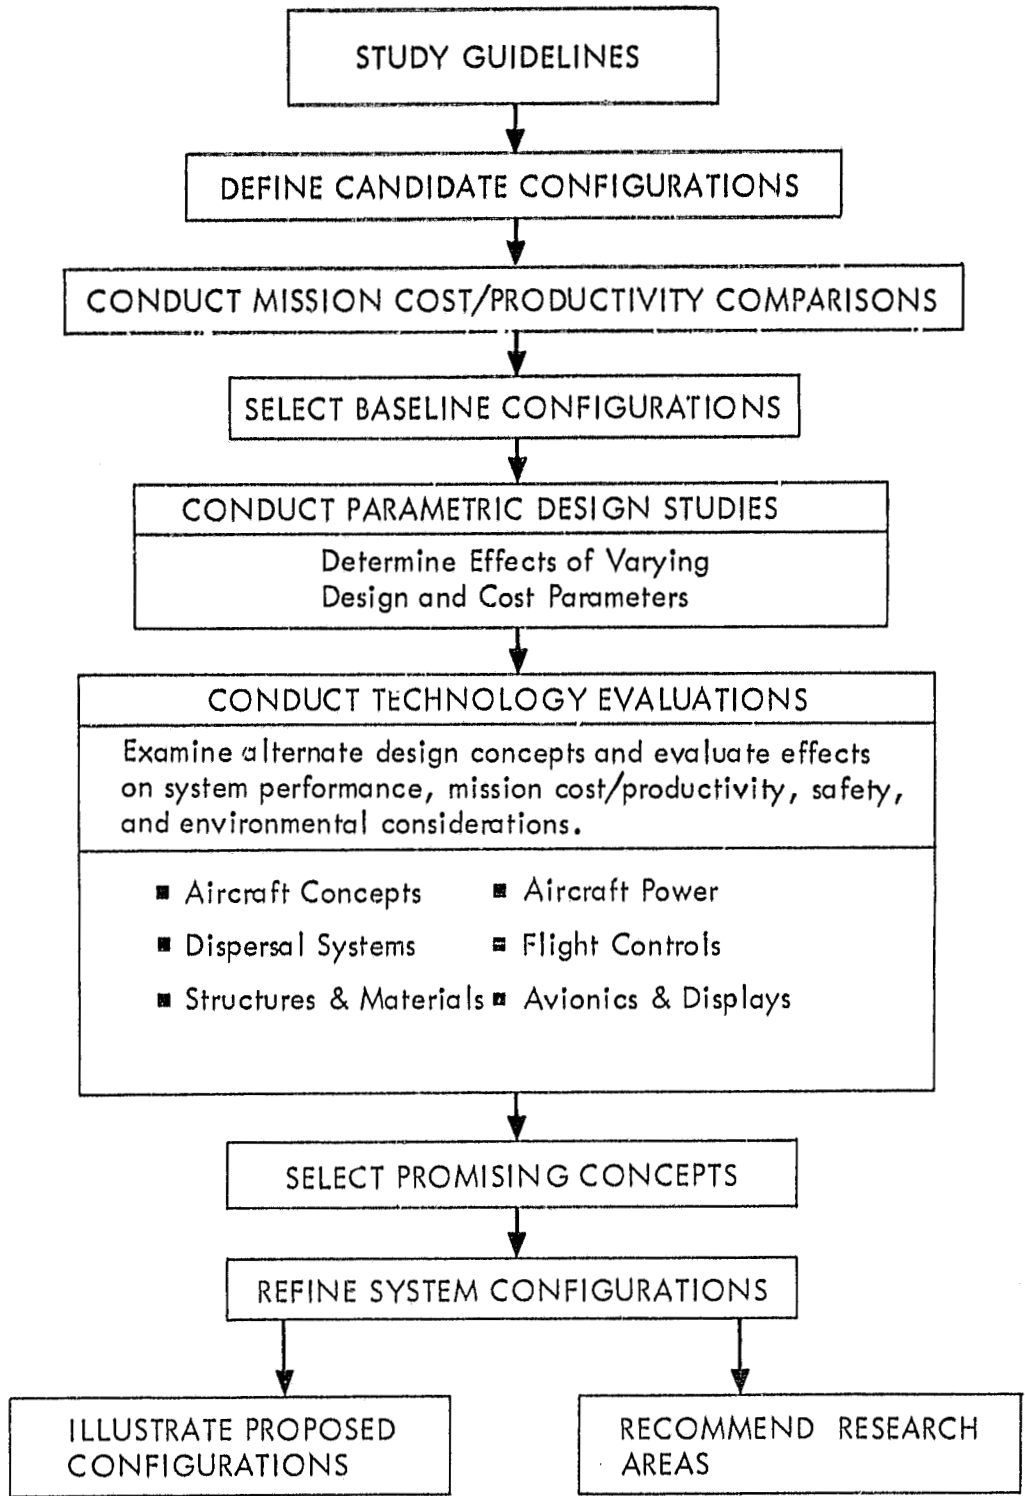 STUDY GUIDELINES
DEFINE CANDIDATE CONFIGURATIONS
CONDUCT MISSION COST/PRODUCTIVITY COMPARISONS
SELECT BASELINE CONFIGURATIONS
CONDUCT PARAMETRIC DESIGN STUDIES
Determine Effects of Varying
Design and Cost Parameters
CONDUCT TECHNOLOGY EVALUATIONS
Examine alternate design concepts and evaluate effects
on system performance, mission cost/productivity, safety,
and environmental considerations.
■ Aircraft Concepts ■ Aircraft Power
■ Dispersal Systems ■ Flight Controls
■ Structures & Materials ■ Avionics & Displays
SELECT PROMISING CONCEPTS
REFINE SYSTEM CONFIGURATIONS
ILLUSTRATE PROPOSED
CONFIGURATIONS
RECOMMEND RESEARCH
AREAS